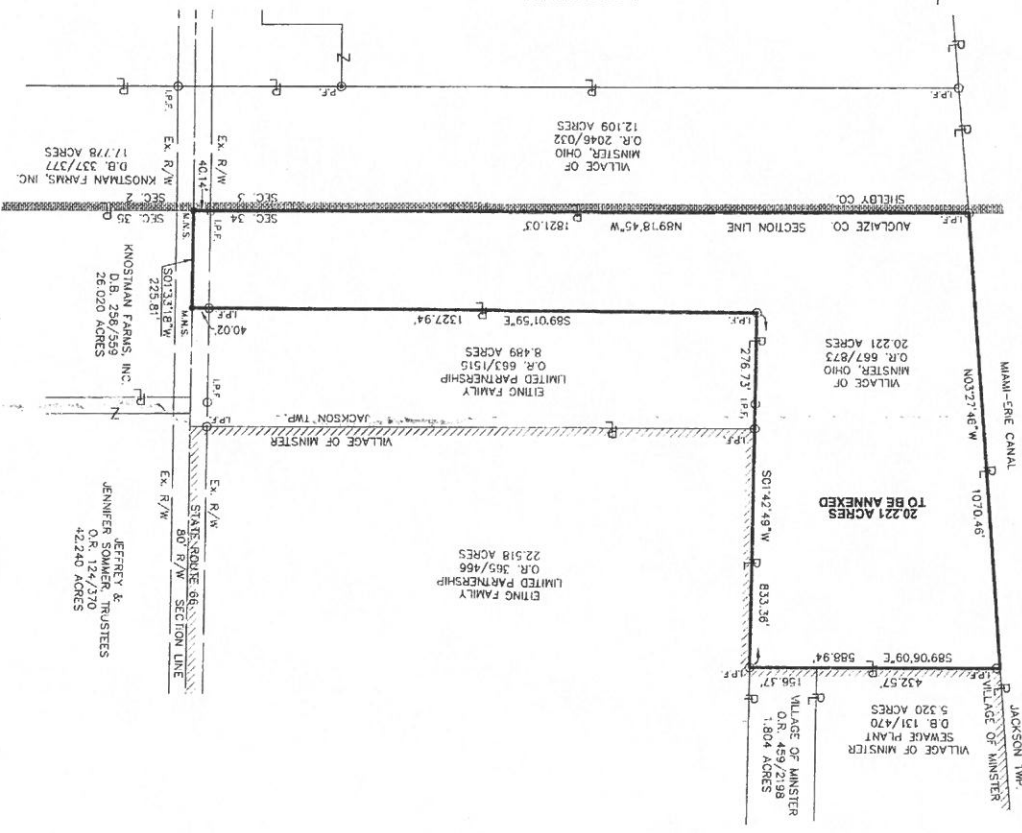 JACKSON TWP.
VILLAGE OF MINSTER
VILLAGE OF MINSTER
SEWAGE PLANT
D.B. 131/470
5.320 ACRES
VILLAGE OF MINSTER
O.R. 459/2198
1.804 ACRES
I.P.F.
432.57'
156.37'
I.P.F.
S89°06'09"E
588.94'
JEFFREY &
JENNIFER SOMMER, TRUSTEES
O.R. 124/370
42.240 ACRES
STATE ROUTE 66
80' R/W
SECTION LINE
Ex. R/W
Ex. R/W
EITING FAMILY
LIMITED PARTNERSHIP
O.R. 365/466
22.518 ACRES
S01°42'49"W
833.36'
20.221 ACRES
TO BE ANNEXED
MIAMI-ERIE CANAL
N03°27'46"W
1070.46'
VILLAGE OF MINSTER
JACKSON TWP.
I.P.F.
I.P.F.
I.P.F.
I.P.F.
276.73'
I.P.F.
EITING FAMILY
LIMITED PARTNERSHIP
O.R. 663/1515
8.489 ACRES
VILLAGE OF
MINSTER, OHIO
O.R. 667/873
20.221 ACRES
KNOSTMAN FARMS, INC.
D.B. 256/559
26.020 ACRES
S89°01'59"E
1327.94'
40.02'
I.P.F.
M.N.S.
S01°33'18"W
225.81'
AUGLAIZE CO.
SECTION LINE
N89°18'45"W
1821.03'
I.P.F.
I.P.F.
M.N.S.
SEC. 34
SEC. 35
SEC. 3
SEC. 2
SHELBY CO.
40.14'
KNOSTMAN FARMS, INC.
D.B. 337/377
17.778 ACRES
Ex. R/W
Ex. R/W
VILLAGE OF
MINSTER, OHIO
O.R. 2046/032
12.109 ACRES
I.P.F.
I.P.F.
I.P.F.